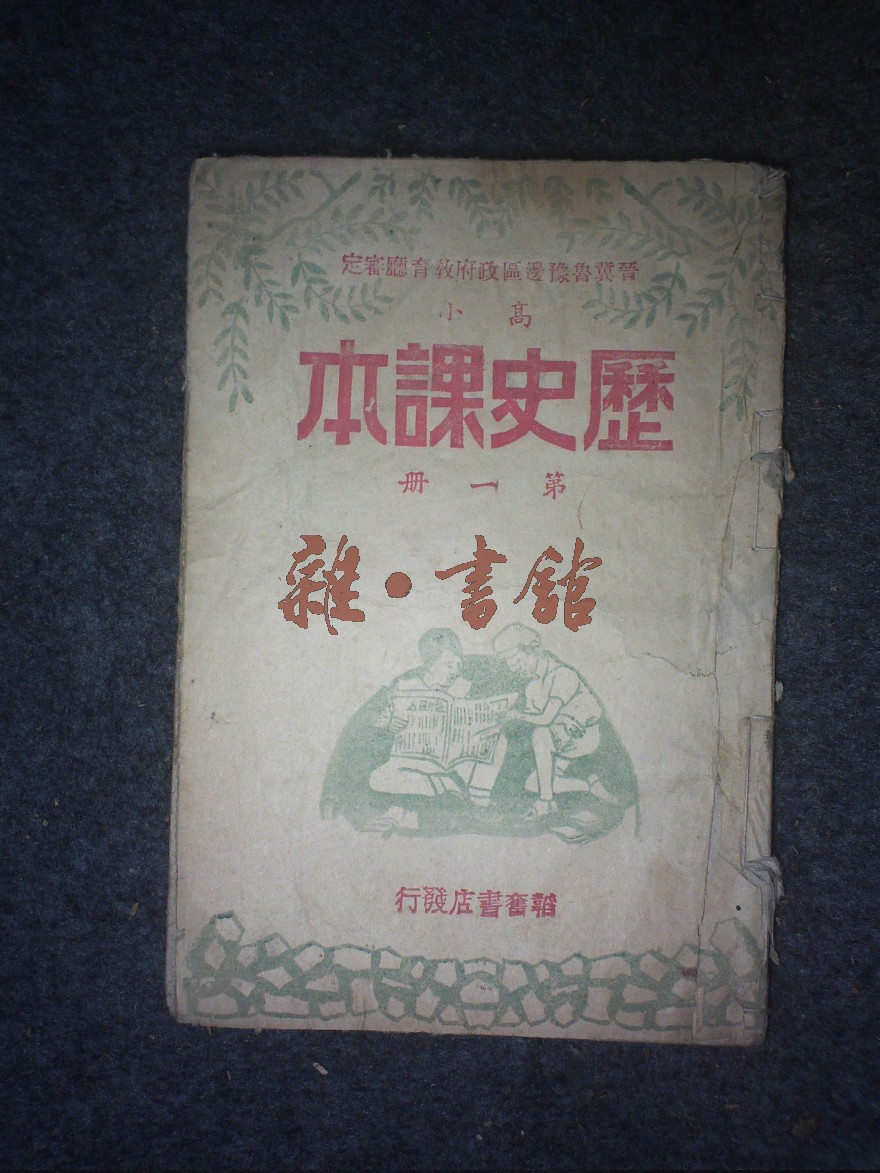 晉冀魯豫邊區政府教育廳審定
高小
歷史課本
第一册
雜·書館
韜奮書店發行